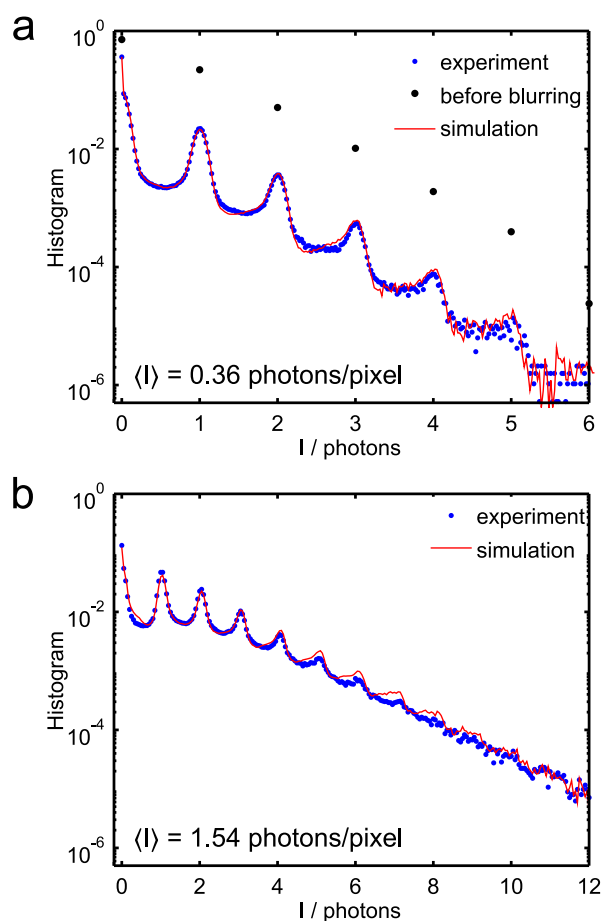 a
10^0
10^-2
10^-4
10^-6
Histogram
experiment
before blurring
simulation
⟨I⟩ = 0.36 photons/pixel
0 1 2 3 4 5 6
I / photons
b
10^0
10^-2
10^-4
10^-6
Histogram
experiment
simulation
⟨I⟩ = 1.54 photons/pixel
0 2 4 6 8 10 12
I / photons